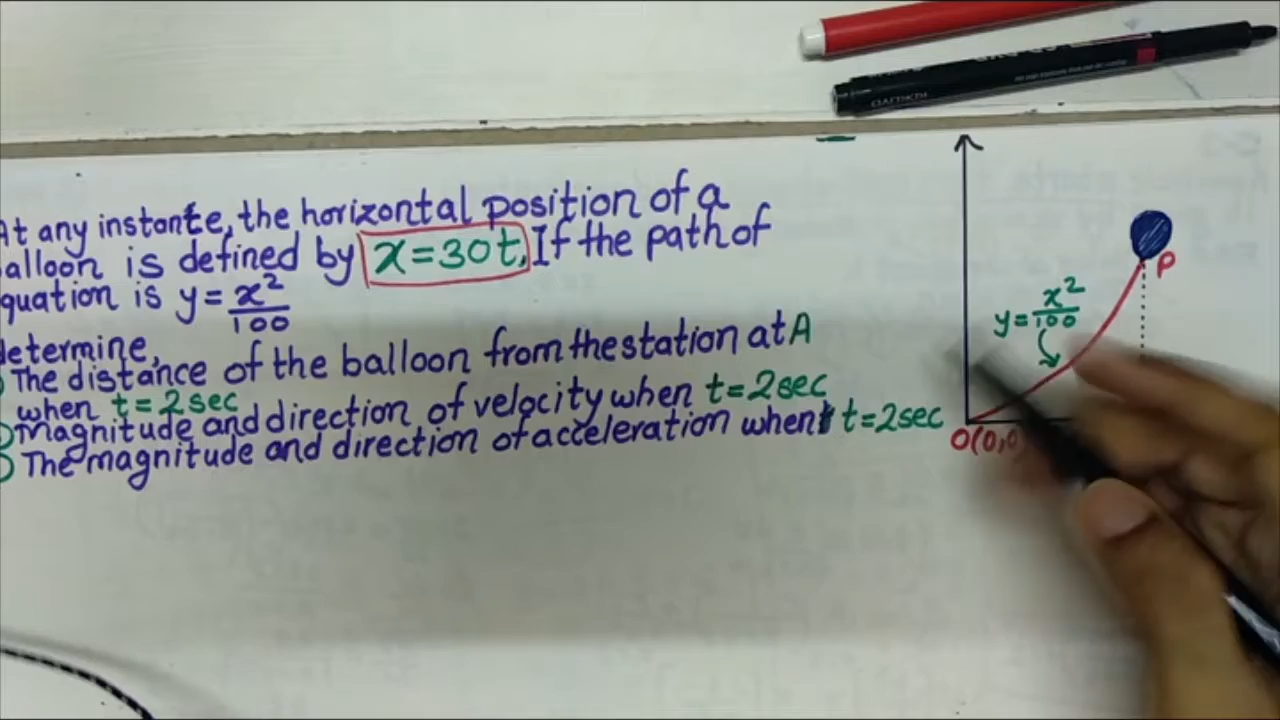 At any instante, the horizontal position of a
alloon is defined by x=30t, If the path of
quation is y=x²/100
determine,
The distance of the balloon from the station at A
when t=2sec
magnitude and direction of velocity when t=2sec
The magnitude and direction of acceleration when t=2sec
P
y=x²/100
O(0,0)